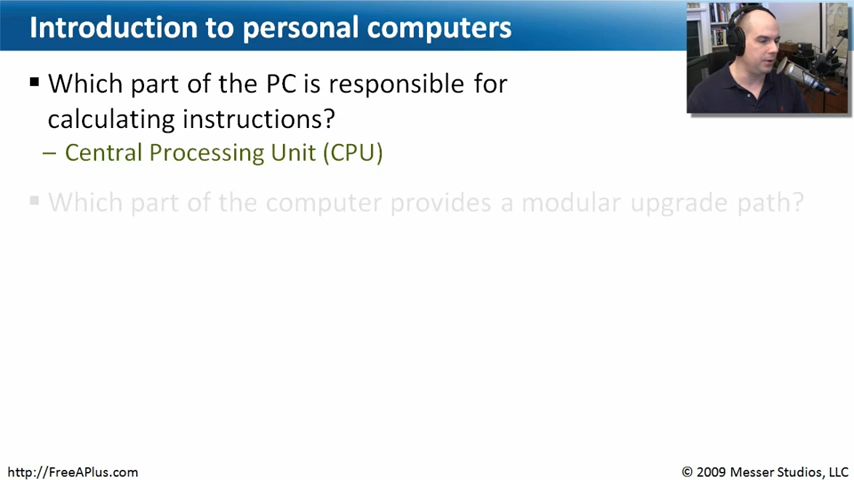 Introduction to personal computers
▪ Which part of the PC is responsible for
calculating instructions?
– Central Processing Unit (CPU)
▪ Which part of the computer provides a modular upgrade path?
http://FreeAPlus.com
© 2009 Messer Studios, LLC